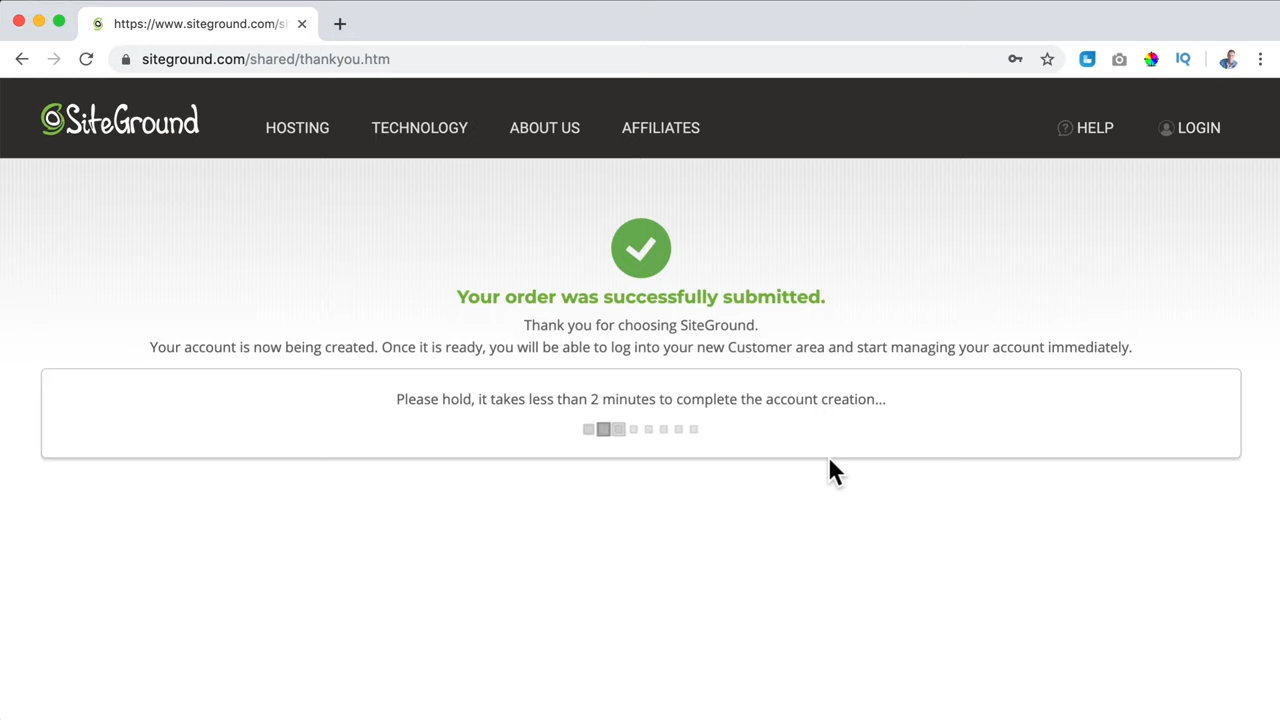 https://www.siteground.com/s
siteground.com/shared/thankyou.htm
IQ
SiteGround
HOSTING
TECHNOLOGY
ABOUT US
AFFILIATES
HELP
LOGIN
Your order was successfully submitted.
Thank you for choosing SiteGround.
Your account is now being created. Once it is ready, you will be able to log into your new Customer area and start managing your account immediately.
Please hold, it takes less than 2 minutes to complete the account creation...